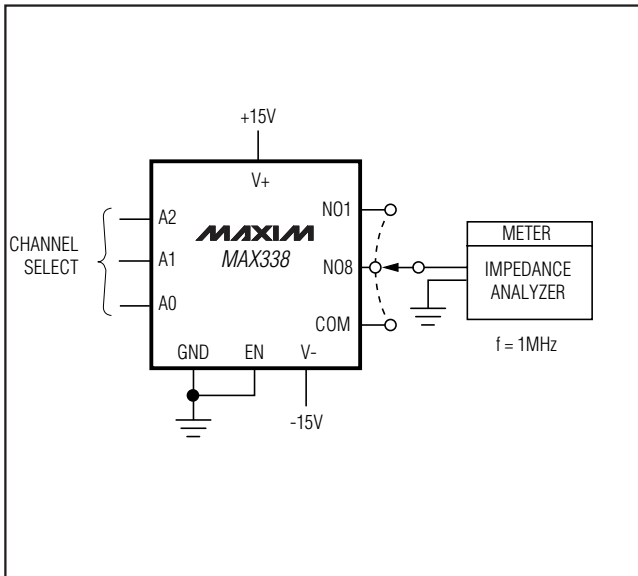 +15V
V+
CHANNEL
SELECT
A2
A1
A0
MAXIM
MAX338
NO1
NO8
COM
GND
EN
V-
-15V
METER
IMPEDANCE
ANALYZER
f = 1MHz